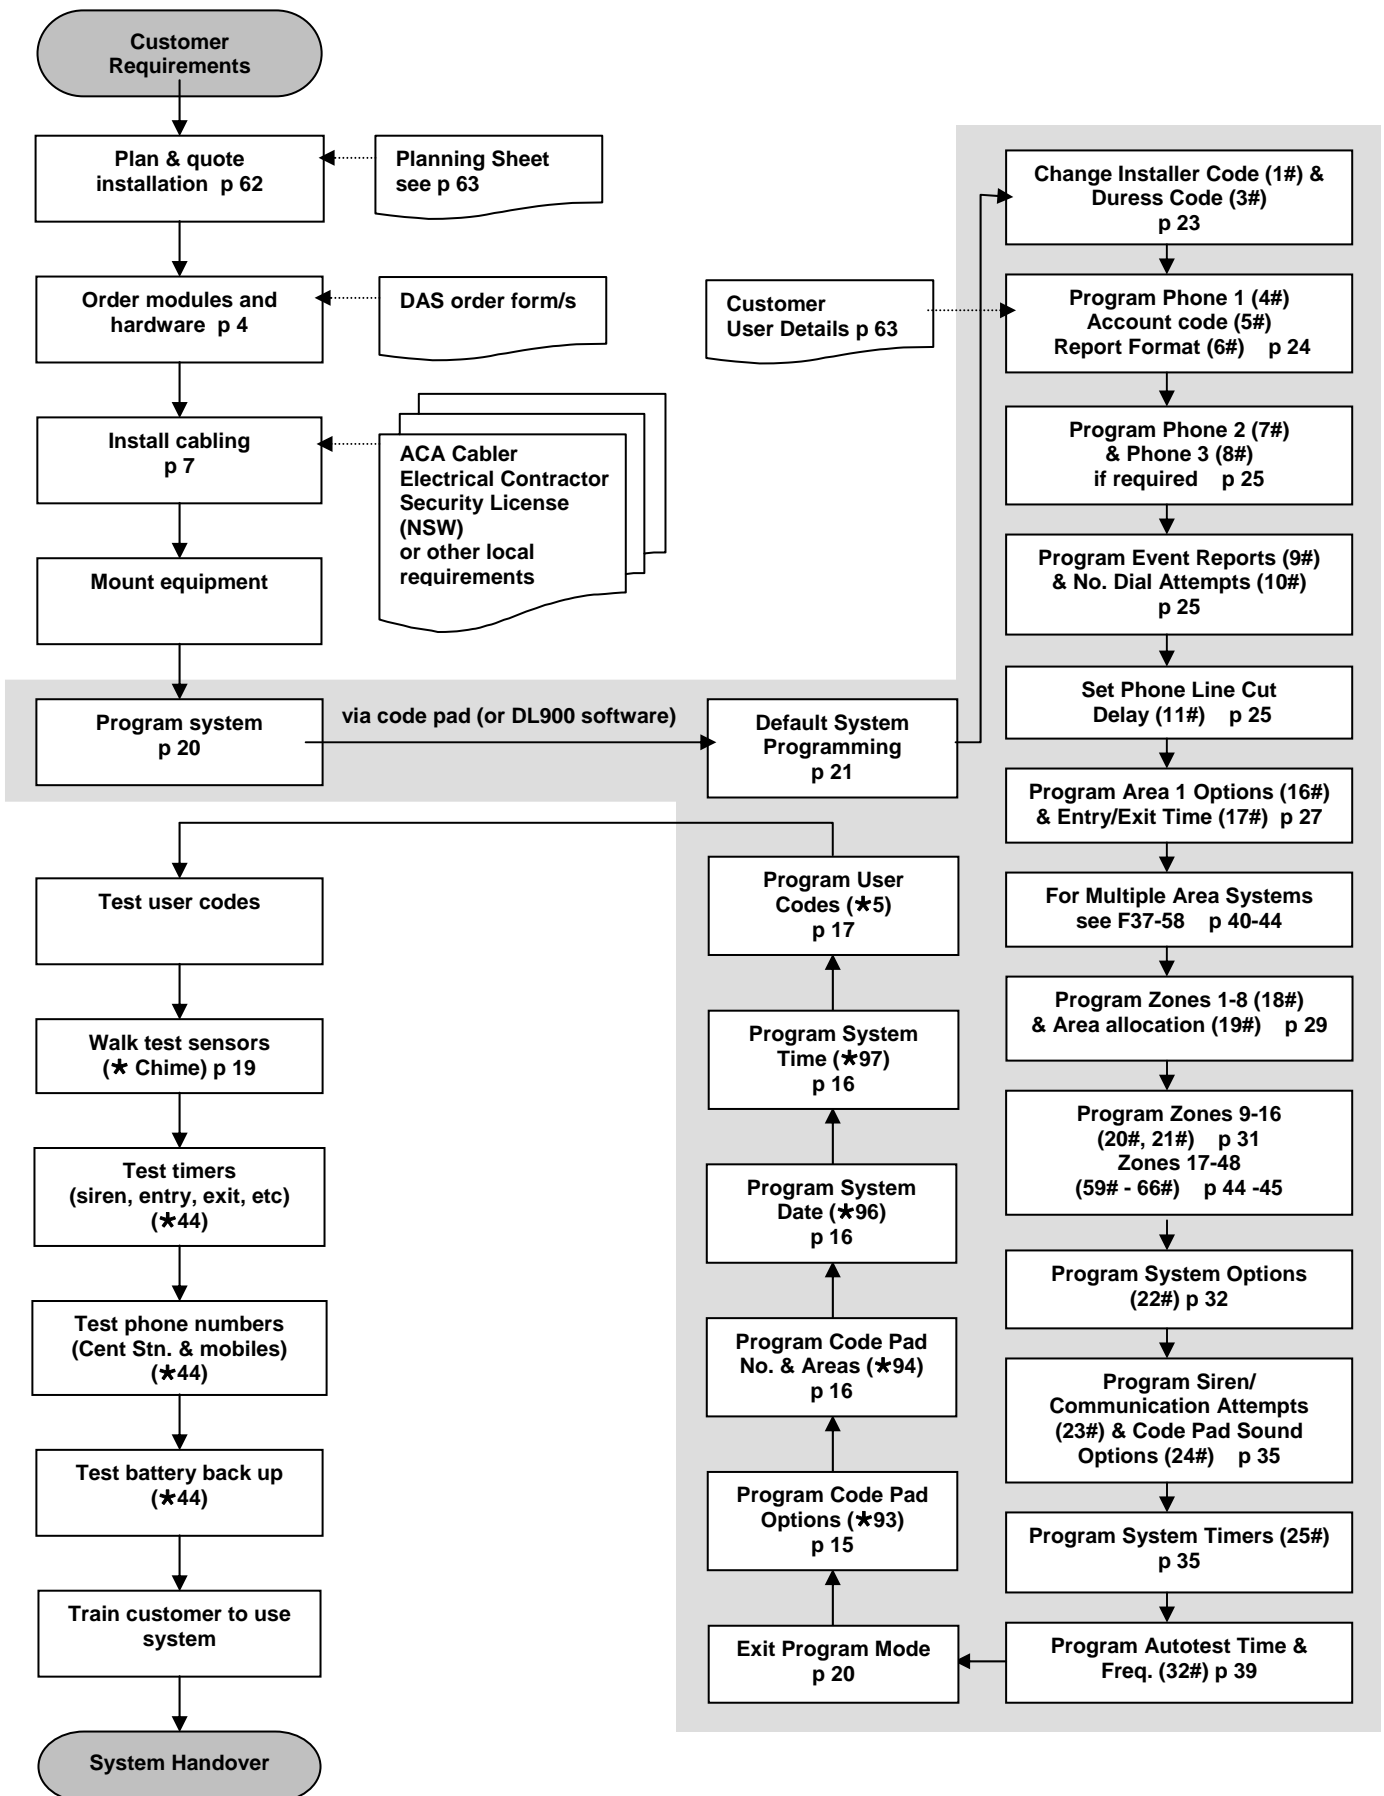 Customer
Requirements
Plan & quote
installation p 62
Planning Sheet
see p 63
Order modules and
hardware p 4
DAS order form/s
Install cabling
p 7
ACA Cabler
Electrical Contractor
Security License
(NSW)
or other local
requirements
Mount equipment
Program system
p 20
via code pad (or DL900 software)
Default System
Programming
p 21
Change Installer Code (1#) &
Duress Code (3#)
p 23
Customer
User Details p 63
Program Phone 1 (4#)
Account code (5#)
Report Format (6#) p 24
Program Phone 2 (7#)
& Phone 3 (8#)
if required p 25
Program Event Reports (9#)
& No. Dial Attempts (10#)
p 25
Set Phone Line Cut
Delay (11#) p 25
Program Area 1 Options (16#)
& Entry/Exit Time (17#) p 27
For Multiple Area Systems
see F37-58 p 40-44
Program Zones 1-8 (18#)
& Area allocation (19#) p 29
Program Zones 9-16
(20#, 21#) p 31
Zones 17-48
(59# - 66#) p 44 -45
Program System Options
(22#) p 32
Program Siren/
Communication Attempts
(23#) & Code Pad Sound
Options (24#) p 35
Program System Timers (25#)
p 35
Program Autotest Time &
Freq. (32#) p 39
Exit Program Mode
p 20
Program Code Pad
Options (★93)
p 15
Program Code Pad
No. & Areas (★94)
p 16
Program System
Date (★96)
p 16
Program System
Time (★97)
p 16
Program User
Codes (★5)
p 17
Test user codes
Walk test sensors
(★ Chime) p 19
Test timers
(siren, entry, exit, etc)
(★44)
Test phone numbers
(Cent Stn. & mobiles)
(★44)
Test battery back up
(★44)
Train customer to use
system
System Handover